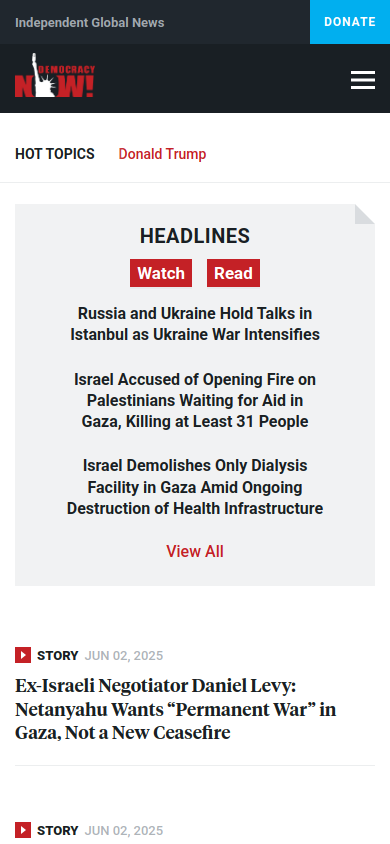 Independent Global News
DONATE
DEMOCRACY
NOW!
HOT TOPICS
Donald Trump
HEADLINES
Watch
Read
Russia and Ukraine Hold Talks in
Istanbul as Ukraine War Intensifies
Israel Accused of Opening Fire on
Palestinians Waiting for Aid in
Gaza, Killing at Least 31 People
Israel Demolishes Only Dialysis
Facility in Gaza Amid Ongoing
Destruction of Health Infrastructure
View All
STORY JUN 02, 2025
Ex-Israeli Negotiator Daniel Levy:
Netanyahu Wants “Permanent War” in
Gaza, Not a New Ceasefire
STORY JUN 02, 2025